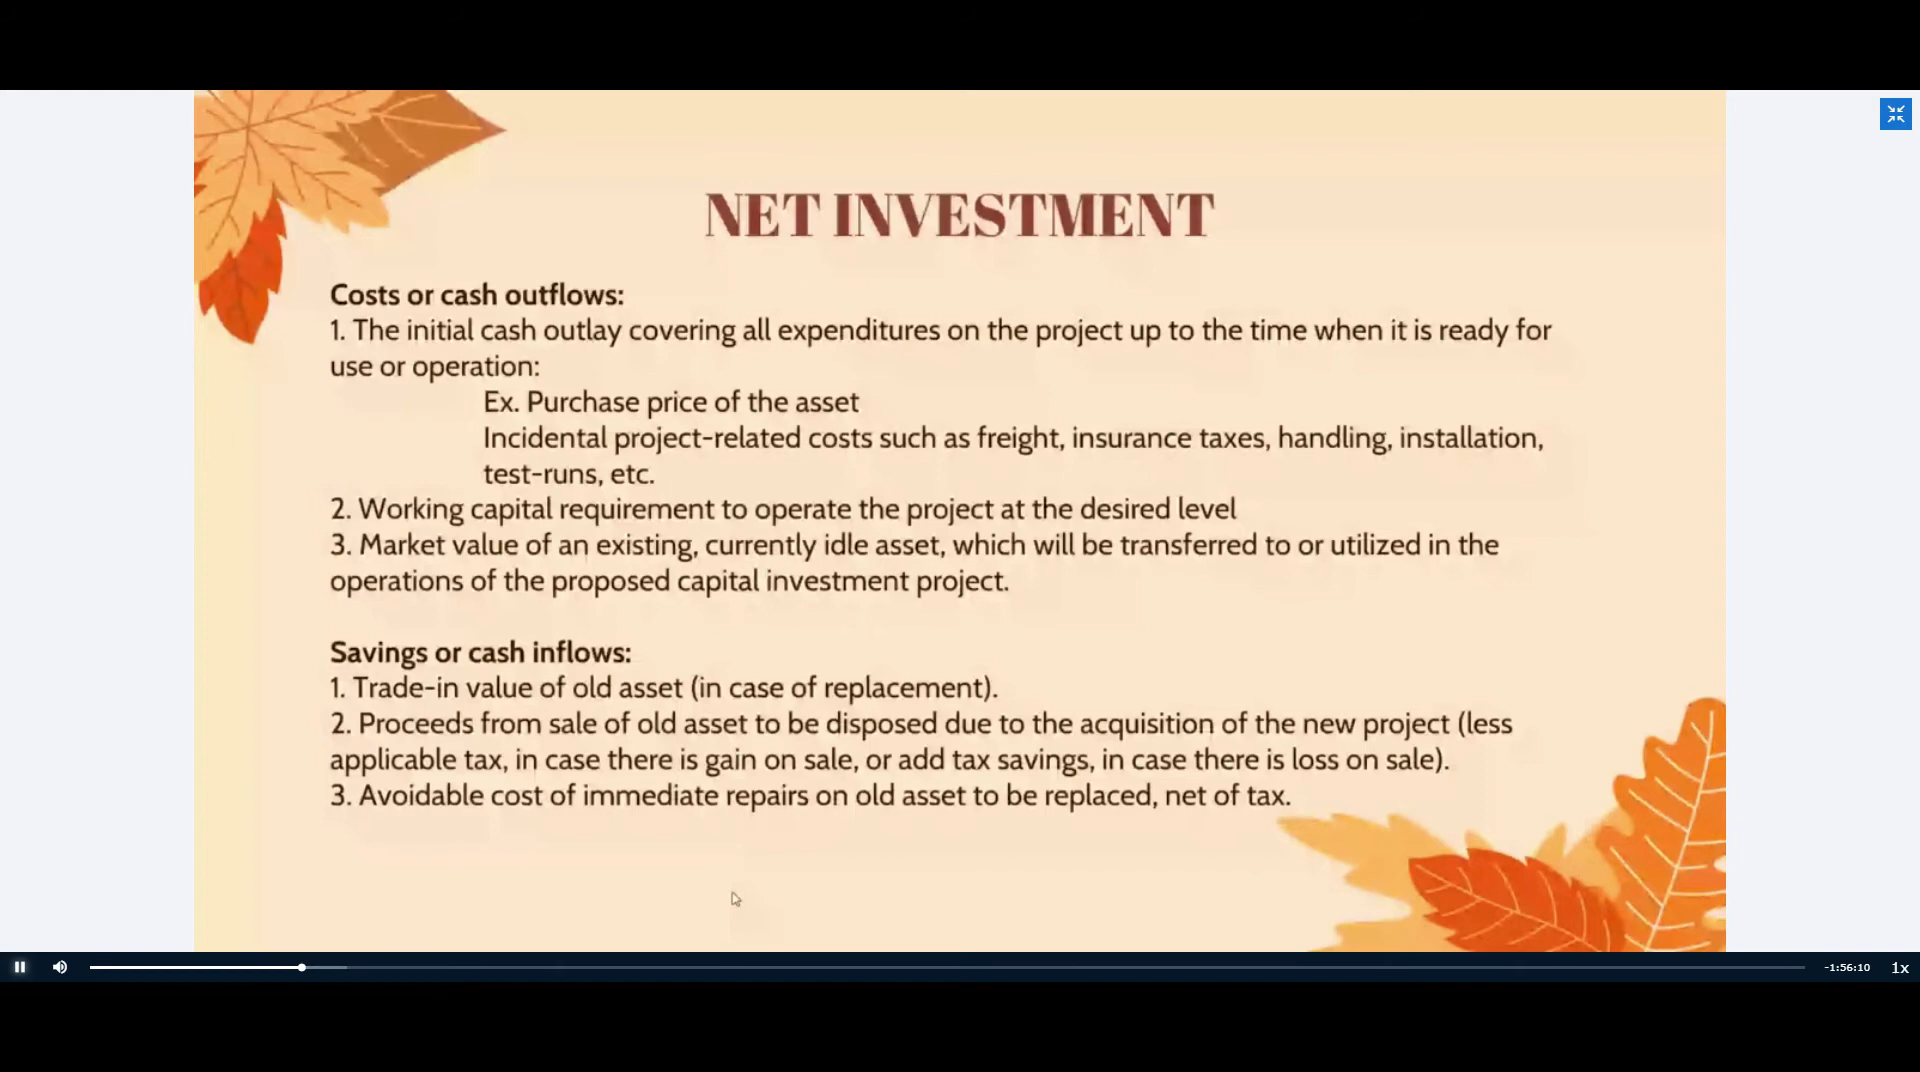 NET INVESTMENT
Costs or cash outflows:
1. The initial cash outlay covering all expenditures on the project up to the time when it is ready for
use or operation:
Ex. Purchase price of the asset
Incidental project-related costs such as freight, insurance taxes, handling, installation,
test-runs, etc.
2. Working capital requirement to operate the project at the desired level
3. Market value of an existing, currently idle asset, which will be transferred to or utilized in the
operations of the proposed capital investment project.
Savings or cash inflows:
1. Trade-in value of old asset (in case of replacement).
2. Proceeds from sale of old asset to be disposed due to the acquisition of the new project (less
applicable tax, in case there is gain on sale, or add tax savings, in case there is loss on sale).
3. Avoidable cost of immediate repairs on old asset to be replaced, net of tax.
-1:56:10 1x